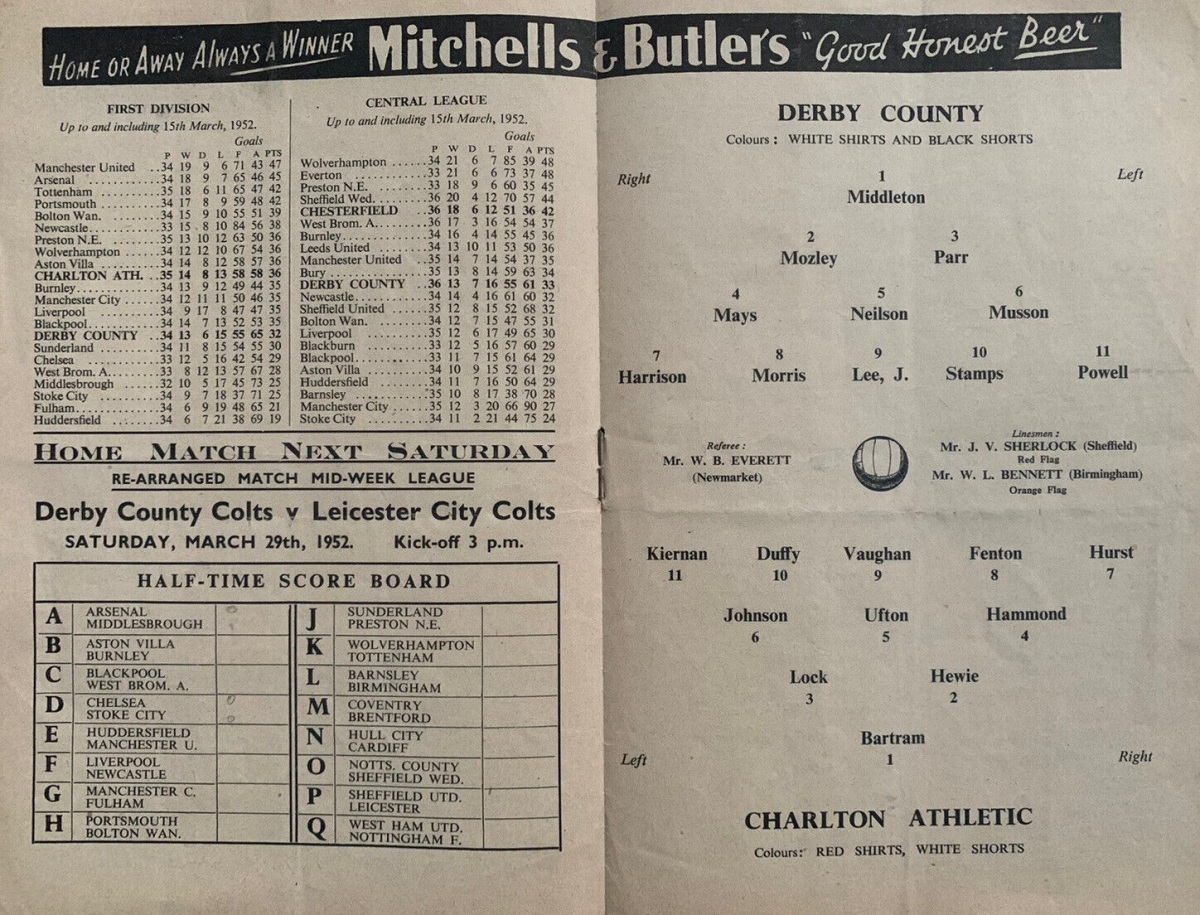 HOME OR AWAY ALWAYS A WINNER Mitchells & Butlers "Good Honest Beer"
FIRST DIVISION
Up to and including 15th March, 1952.
Goals
P W D L F A PTS
Manchester United ..34 19 9 6 71 43 47
Arsenal ...........34 18 9 7 65 46 45
Tottenham .........35 18 6 11 65 47 42
Portsmouth ........34 17 8 9 59 48 42
Bolton Wan. .......34 15 9 10 55 51 39
Newcastle..........33 15 8 10 84 56 38
Preston N.E. ......35 13 10 12 63 50 36
Wolverhampton .....34 12 12 10 67 54 36
Aston Villa .......34 14 8 12 58 57 36
CHARLTON ATH. ..35 14 8 13 58 58 36
Burnley............34 13 9 12 49 44 35
Manchester City ....34 12 11 11 50 46 35
Liverpool .........34 9 17 8 47 47 35
Blackpool..........34 14 7 13 52 53 35
DERBY COUNTY ..34 13 6 15 55 65 32
Sunderland ........34 11 8 15 54 55 30
Chelsea ...........33 12 5 16 42 54 29
West Brom. A.......33 8 12 13 57 67 28
Middlesbrough .....32 10 5 17 45 73 25
Stoke City ........34 9 7 18 37 71 25
Fulham.............34 6 9 19 48 65 21
Huddersfield ......34 6 7 21 38 69 19
CENTRAL LEAGUE
Up to and including 15th March, 1952.
Goals
P W D L F A PTS
Wolverhampton ......34 21 6 7 85 39 48
Everton ...........33 21 6 6 73 37 48
Preston N.E. ......33 18 9 6 60 35 45
Sheffield Wed. .....36 20 4 12 70 57 44
CHESTERFIELD ....36 18 6 12 51 36 42
West Brom. A.......36 17 3 16 54 54 37
Burnley............34 16 4 14 55 45 36
Leeds United .......34 13 10 11 53 50 36
Manchester United ..35 14 7 14 54 37 35
Bury ..............35 13 8 14 59 63 34
DERBY COUNTY ....36 13 7 16 55 61 33
Newcastle..........34 14 4 16 61 60 32
Sheffield United ....35 12 8 15 52 68 32
Bolton Wan. .......34 12 7 15 47 55 31
Liverpool .........35 12 6 17 49 65 30
Blackburn .........33 12 5 16 57 60 29
Blackpool..........33 11 7 15 61 64 29
Aston Villa ........34 10 9 15 52 61 29
Huddersfield .......34 11 7 16 50 64 29
Barnsley ..........35 10 8 17 38 70 28
Manchester City .....35 12 3 20 66 90 27
Stoke City .........34 11 2 21 44 75 24
HOME MATCH NEXT SATURDAY
RE-ARRANGED MATCH MID-WEEK LEAGUE
Derby County Colts v Leicester City Colts
SATURDAY, MARCH 29th, 1952. Kick-off 3 p.m.
HALF-TIME SCORE BOARD
A ARSENAL
MIDDLESBROUGH
B ASTON VILLA
BURNLEY
C BLACKPOOL
WEST BROM. A.
D CHELSEA
STOKE CITY
E HUDDERSFIELD
MANCHESTER U.
F LIVERPOOL
NEWCASTLE
G MANCHESTER C.
FULHAM
H PORTSMOUTH
BOLTON WAN.
J SUNDERLAND
PRESTON N.E.
K WOLVERHAMPTON
TOTTENHAM
L BARNSLEY
BIRMINGHAM
M COVENTRY
BRENTFORD
N HULL CITY
CARDIFF
O NOTTS. COUNTY
SHEFFIELD WED.
P SHEFFIELD UTD.
LEICESTER
Q WEST HAM UTD.
NOTTINGHAM F.
DERBY COUNTY
Colours: WHITE SHIRTS AND BLACK SHORTS
Right Left
1
Middleton
2 3
Mozley Parr
4 5 6
Mays Neilson Musson
7 8 9 10 11
Harrison Morris Lee, J. Stamps Powell
Referee:
Mr. W. B. EVERETT
(Newmarket)
Linesmen:
Mr. J. V. SHERLOCK (Sheffield)
Red Flag
Mr. W. L. BENNETT (Birmingham)
Orange Flag
Kiernan Duffy Vaughan Fenton Hurst
11 10 9 8 7
Johnson Ufton Hammond
6 5 4
Lock Hewie
3 2
Bartram
1
Left Right
CHARLTON ATHLETIC
Colours: RED SHIRTS, WHITE SHORTS